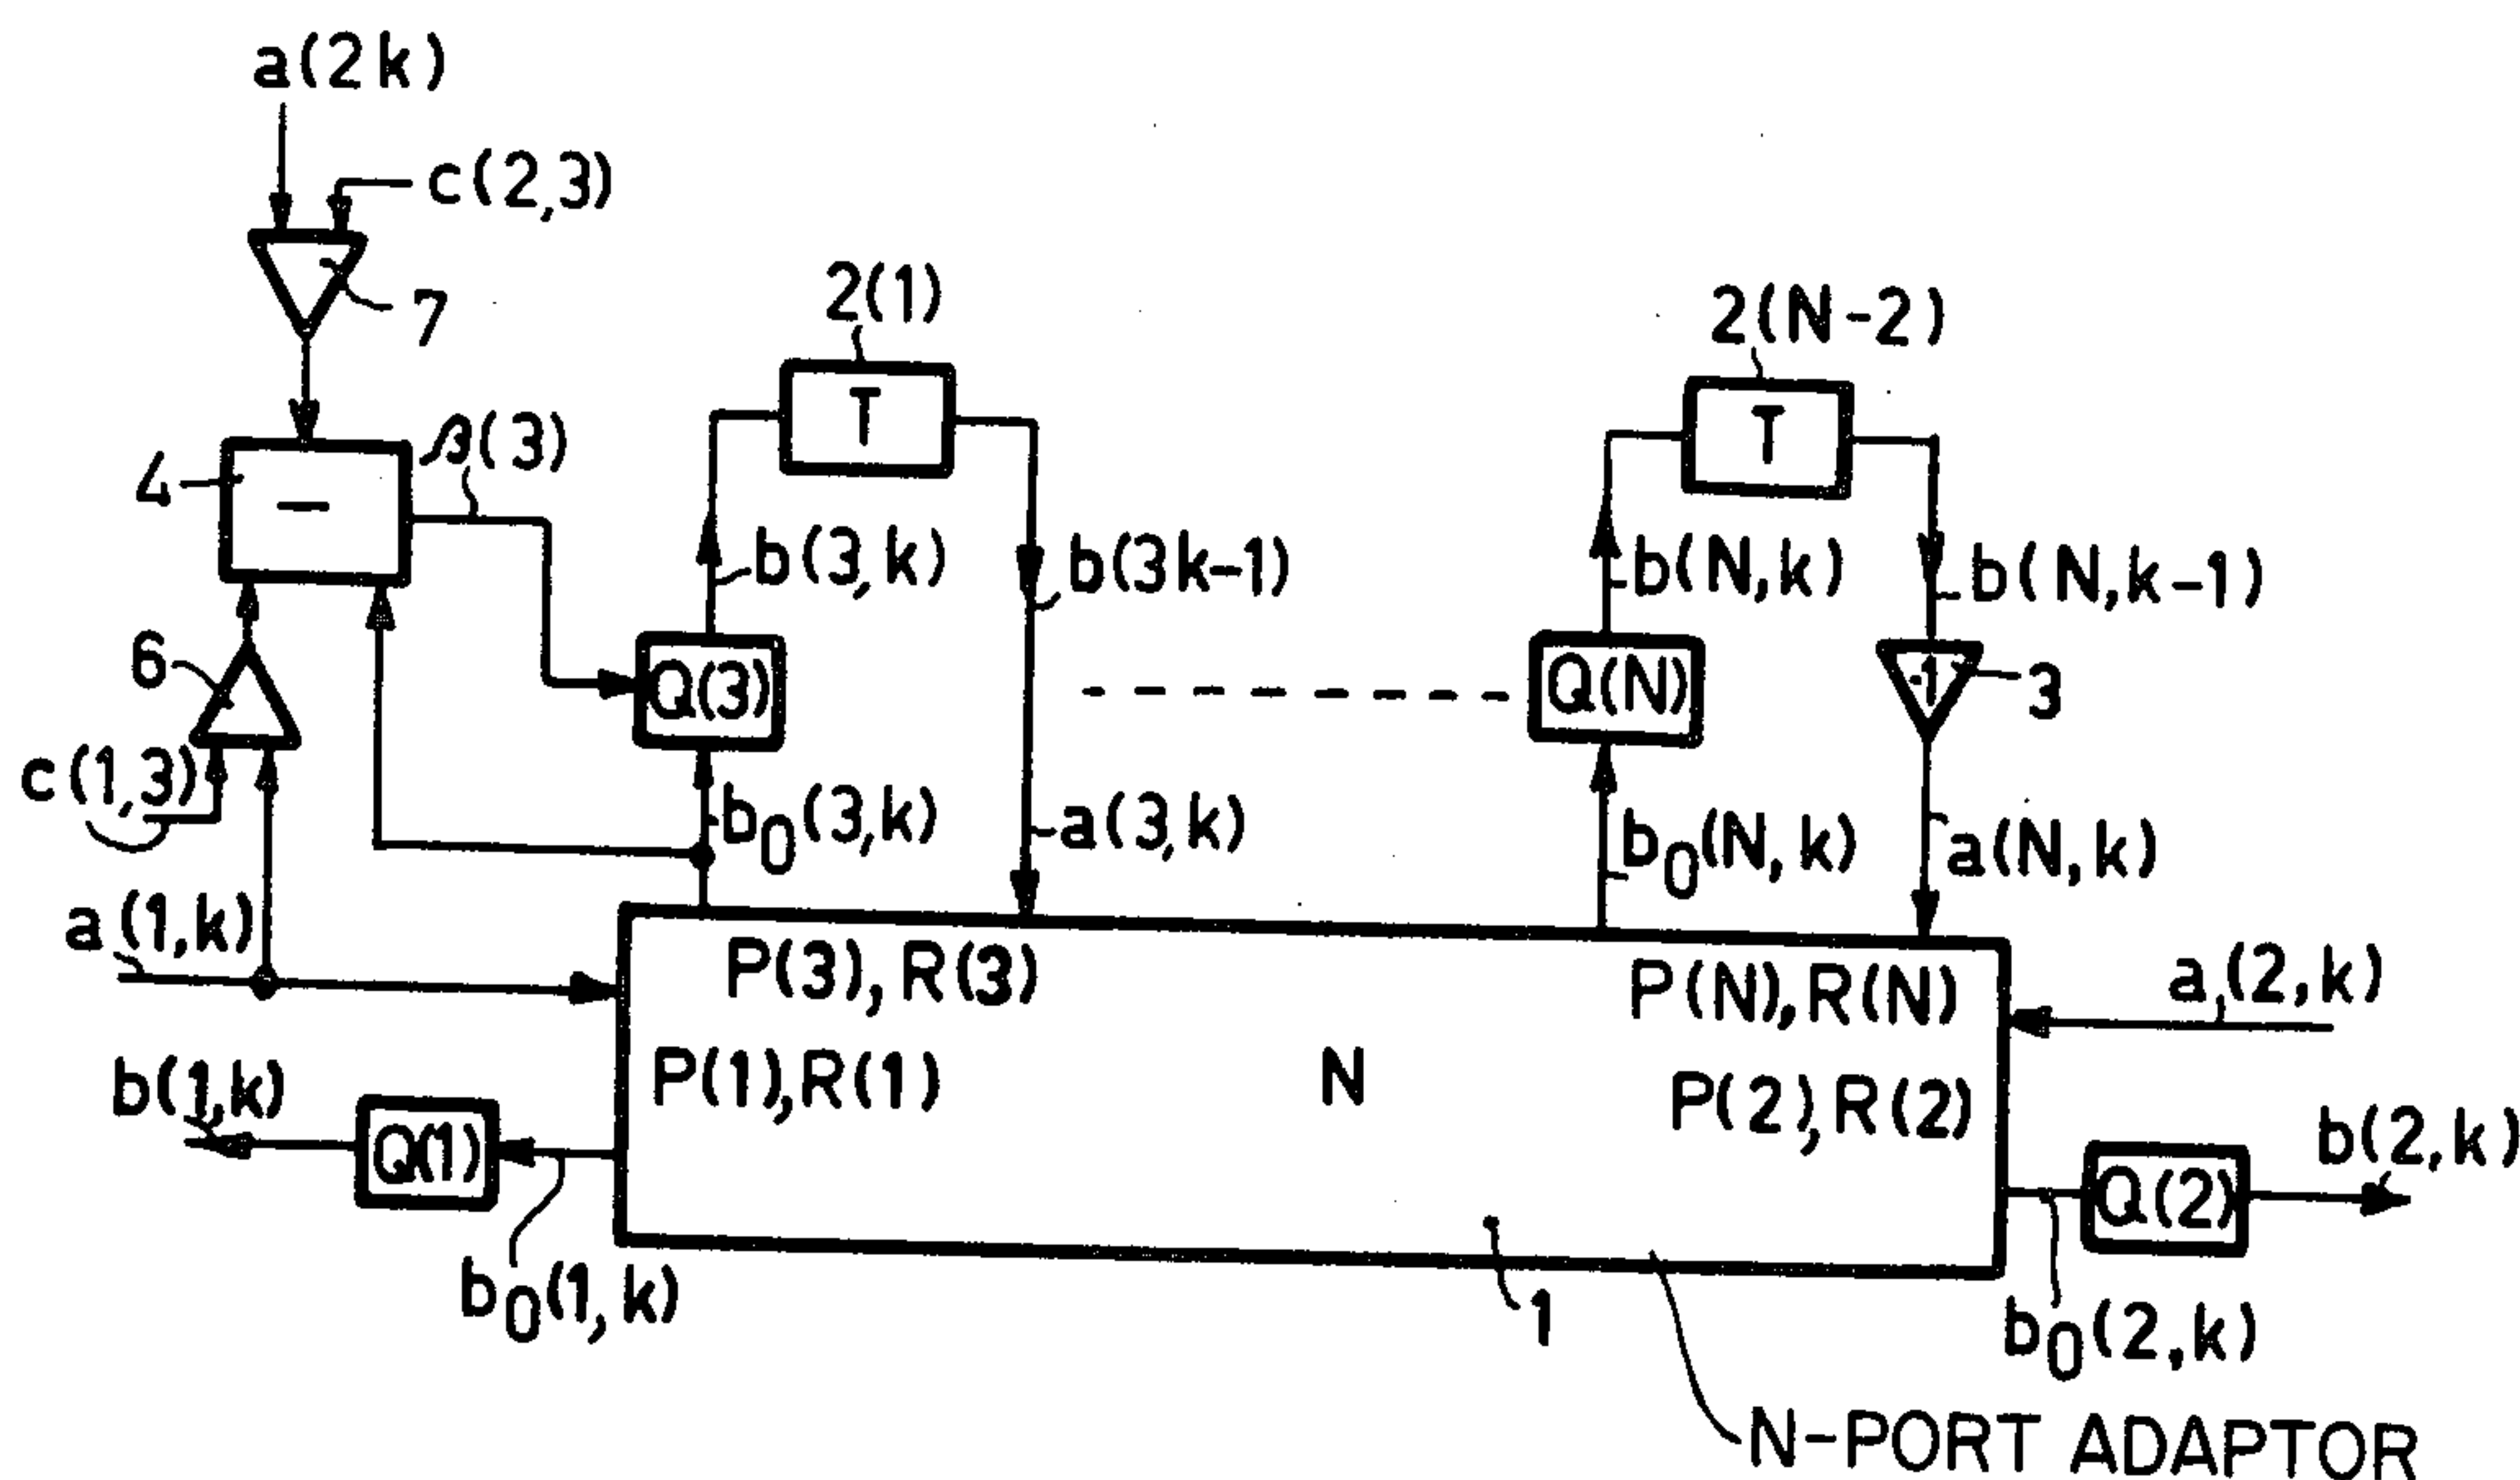 a(2k)
c(2,3)
7
2(1)
2(N-2)
T
T
β(3)
4
–
b(3,k)
b(3k-1)
b(N,k)
b(N,k-1)
6
Q(3)
Q(N)
-1
3
c(1,3)
b0(3,k)
a(3,k)
b0(N,k)
a(N,k)
a(1,k)
P(3),R(3)
P(N),R(N)
a(2,k)
b(1,k)
P(1),R(1)
N
P(2),R(2)
b(2,k)
Q(1)
Q(2)
b0(1,k)
1
b0(2,k)
N-PORT ADAPTOR